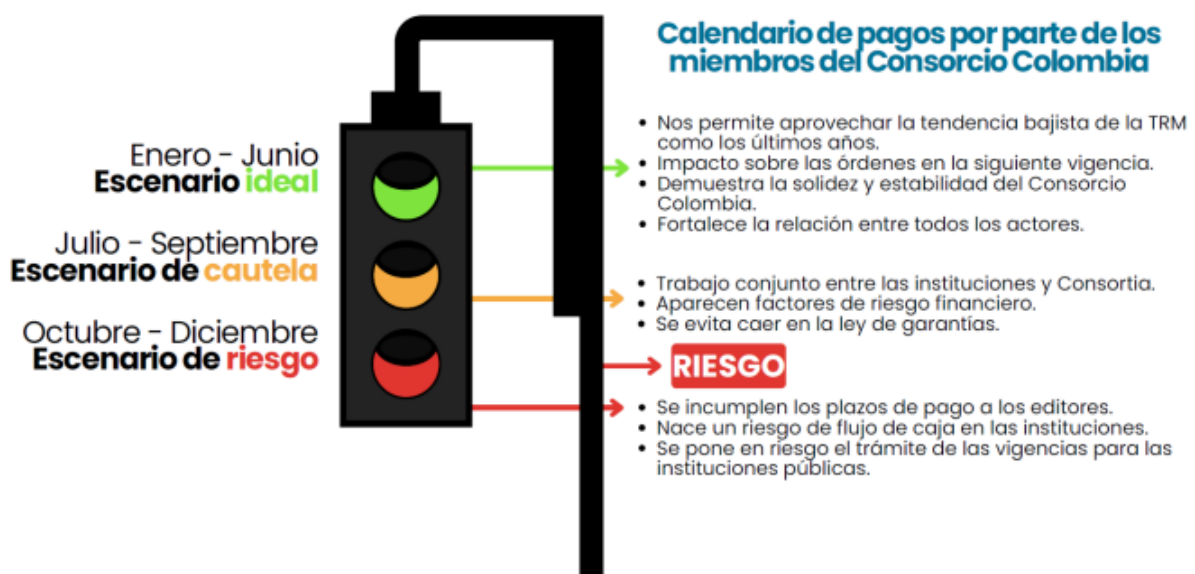 Calendario de pagos por parte de los
miembros del Consorcio Colombia
Enero - Junio
Escenario ideal
• Nos permite aprovechar la tendencia bajista de la TRM
como los últimos años.
• Impacto sobre las órdenes en la siguiente vigencia.
• Demuestra la solidez y estabilidad del Consorcio
Colombia.
• Fortalece la relación entre todos los actores.
Julio - Septiembre
Escenario de cautela
• Trabajo conjunto entre las instituciones y Consortia.
• Aparecen factores de riesgo financiero.
• Se evita caer en la ley de garantías.
Octubre - Diciembre
Escenario de riesgo
RIESGO
• Se incumplen los plazos de pago a los editores.
• Nace un riesgo de flujo de caja en las instituciones.
• Se pone en riesgo el trámite de las vigencias para las
instituciones públicas.